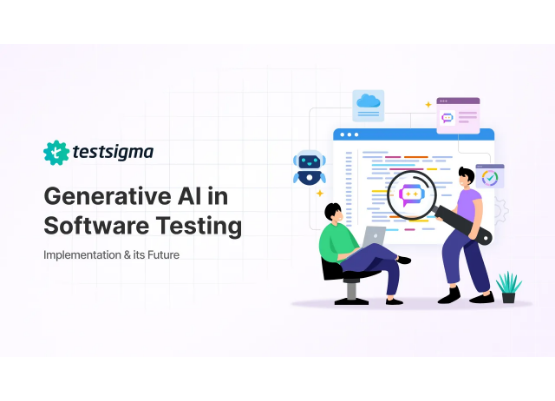 testsigma
Generative AI in
Software Testing
Implementation & its Future